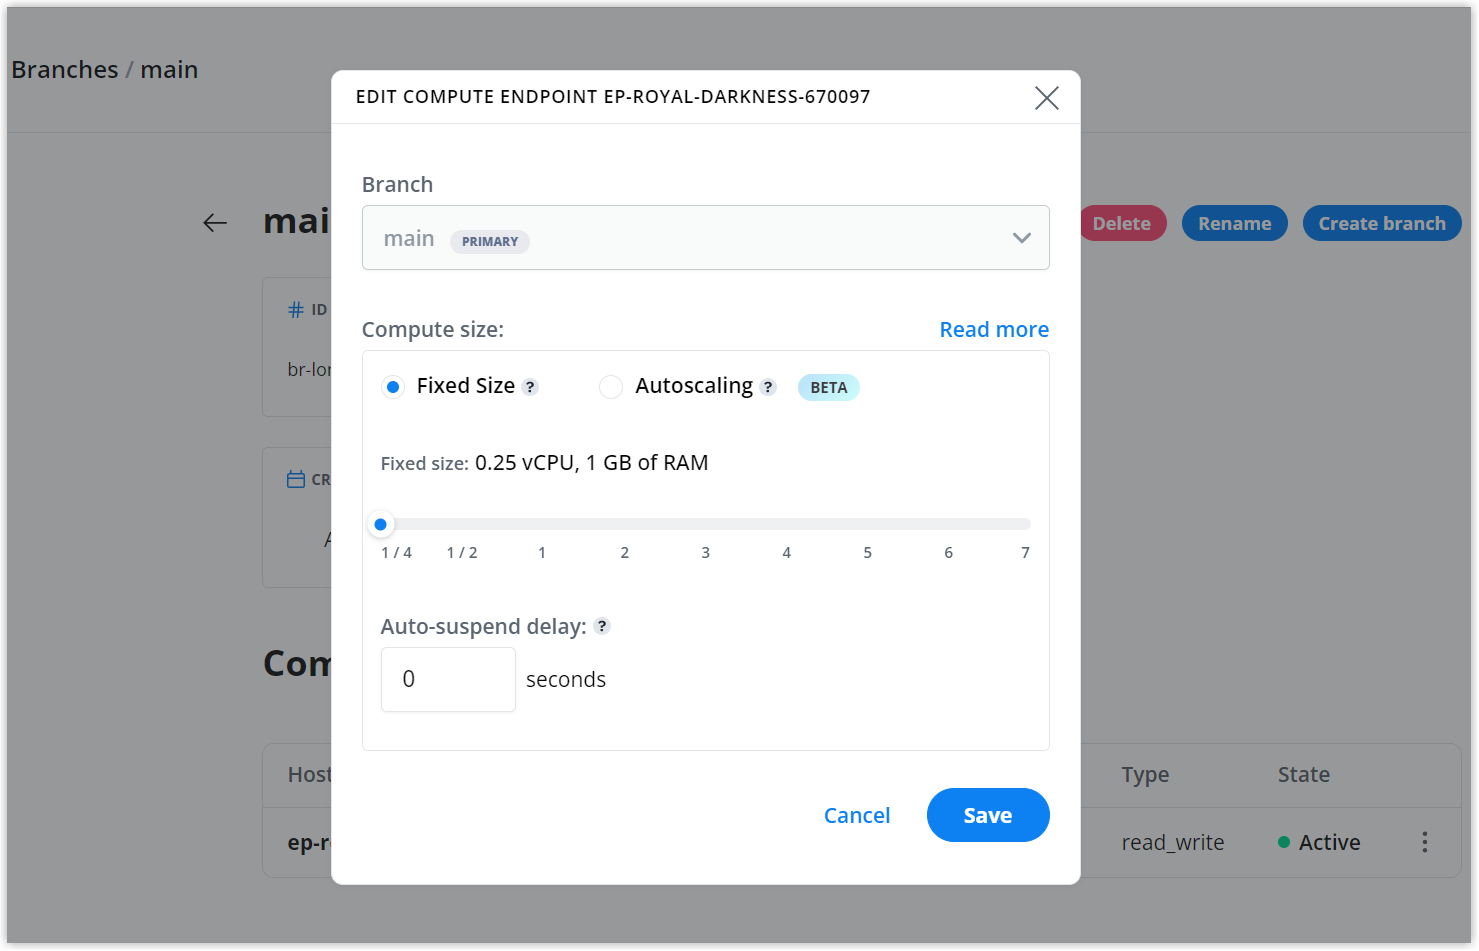 Branches / main
EDIT COMPUTE ENDPOINT EP-ROYAL-DARKNESS-670097
mai
Delete
Rename
Create branch
Branch
main PRIMARY
ID
br-lor
Compute size:
Read more
Fixed Size ?
Autoscaling ?
BETA
Fixed size: 0.25 vCPU, 1 GB of RAM
CR
1 / 4 1 / 2 1 2 3 4 5 6 7
Auto-suspend delay: ?
0 seconds
Com
Host
Type
State
Cancel
Save
ep-r
read_write
Active